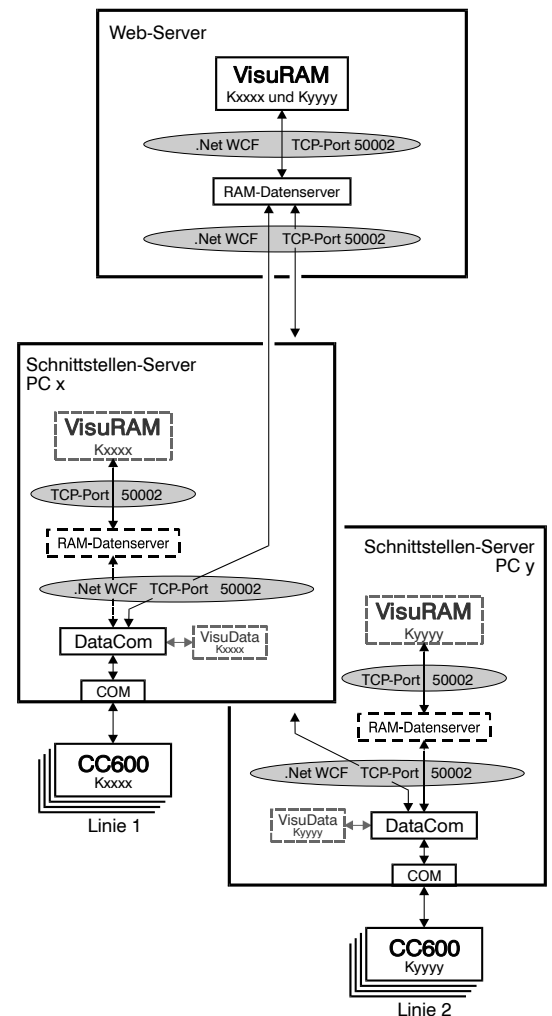 Web-Server
VisuRAM
Kxxxx und Kyyyy
.Net WCF TCP-Port 50002
RAM-Datenserver
.Net WCF TCP-Port 50002
Schnittstellen-Server
PC x
VisuRAM
Kxxxx
TCP-Port 50002
RAM-Datenserver
.Net WCF TCP-Port 50002
DataCom
VisuData
Kxxxx
COM
CC600
Kxxxx
Linie 1
Schnittstellen-Server
PC y
VisuRAM
Kyyyy
TCP-Port 50002
RAM-Datenserver
.Net WCF TCP-Port 50002
VisuData
Kyyyy
DataCom
COM
CC600
Kyyyy
Linie 2